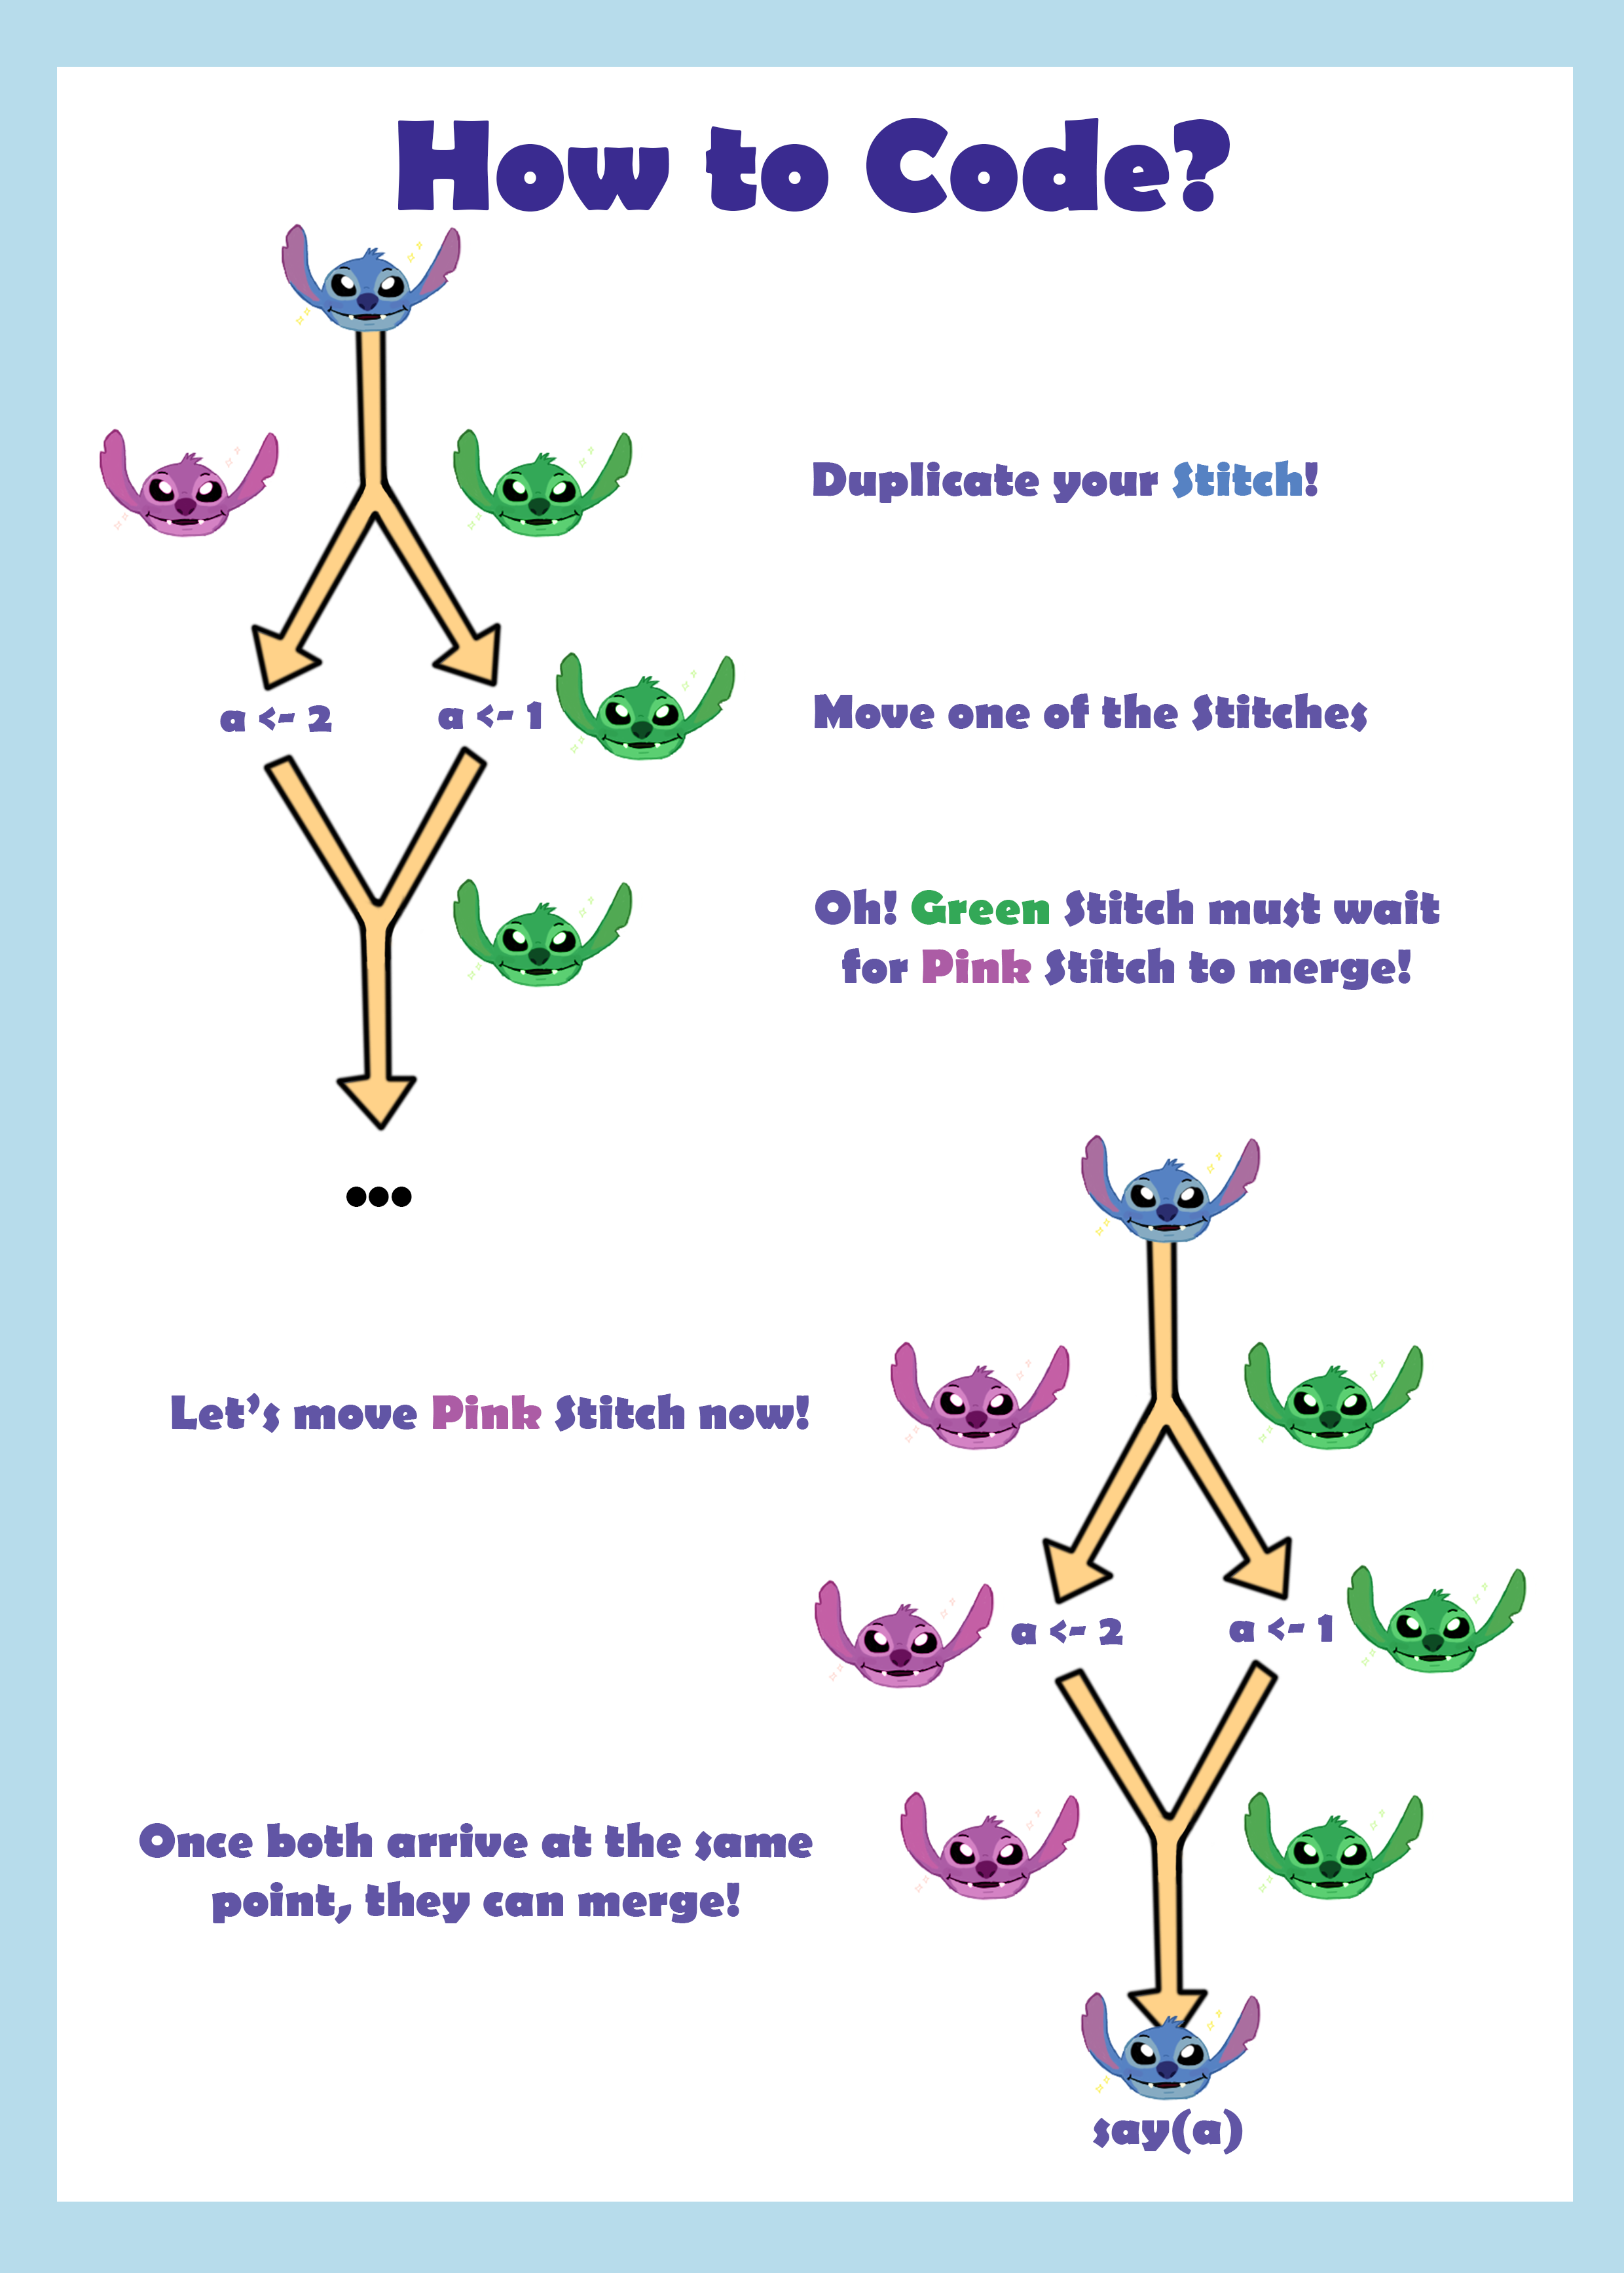 How to Code?
Duplicate your Stitch!
a <- 2
a <- 1
Move one of the Stitches
Oh! Green Stitch must wait
for Pink Stitch to merge!
...
Let's move Pink Stitch now!
a <- 2
a <- 1
Once both arrive at the same
point, they can merge!
say(a)